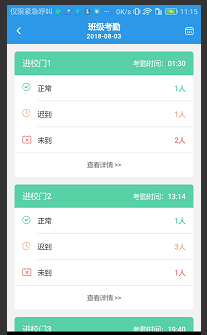 仅限紧急呼叫 ... 0K/s 11:15
班级考勤
2018-08-03
进校门1 考勤时间：01:30
正常 1人
迟到 1人
未到 2人
查看详情 >>
进校门2 考勤时间：13:14
正常 1人
迟到 3人
未到 1人
查看详情 >>
进校门3 考勤时间：19:40